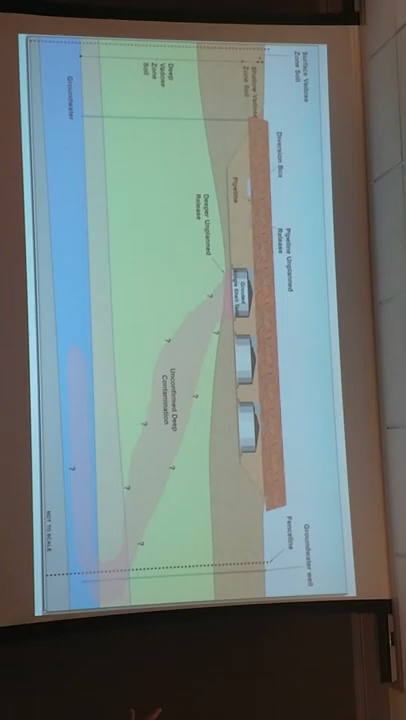 Surface Vadose
Zone Soil
Shallow Vadose
Zone Soil
Deep
Vadose
Zone
Soil
Groundwater
Diversion Box
Pipeline
Pipeline Unplanned
Release
Deeper Unplanned
Release
Grouted
Single Shell Tank
Unconfirmed Deep
Contamination
?
?
?
?
?
?
?
?
?
Fenceline
Groundwater well
NOT TO SCALE